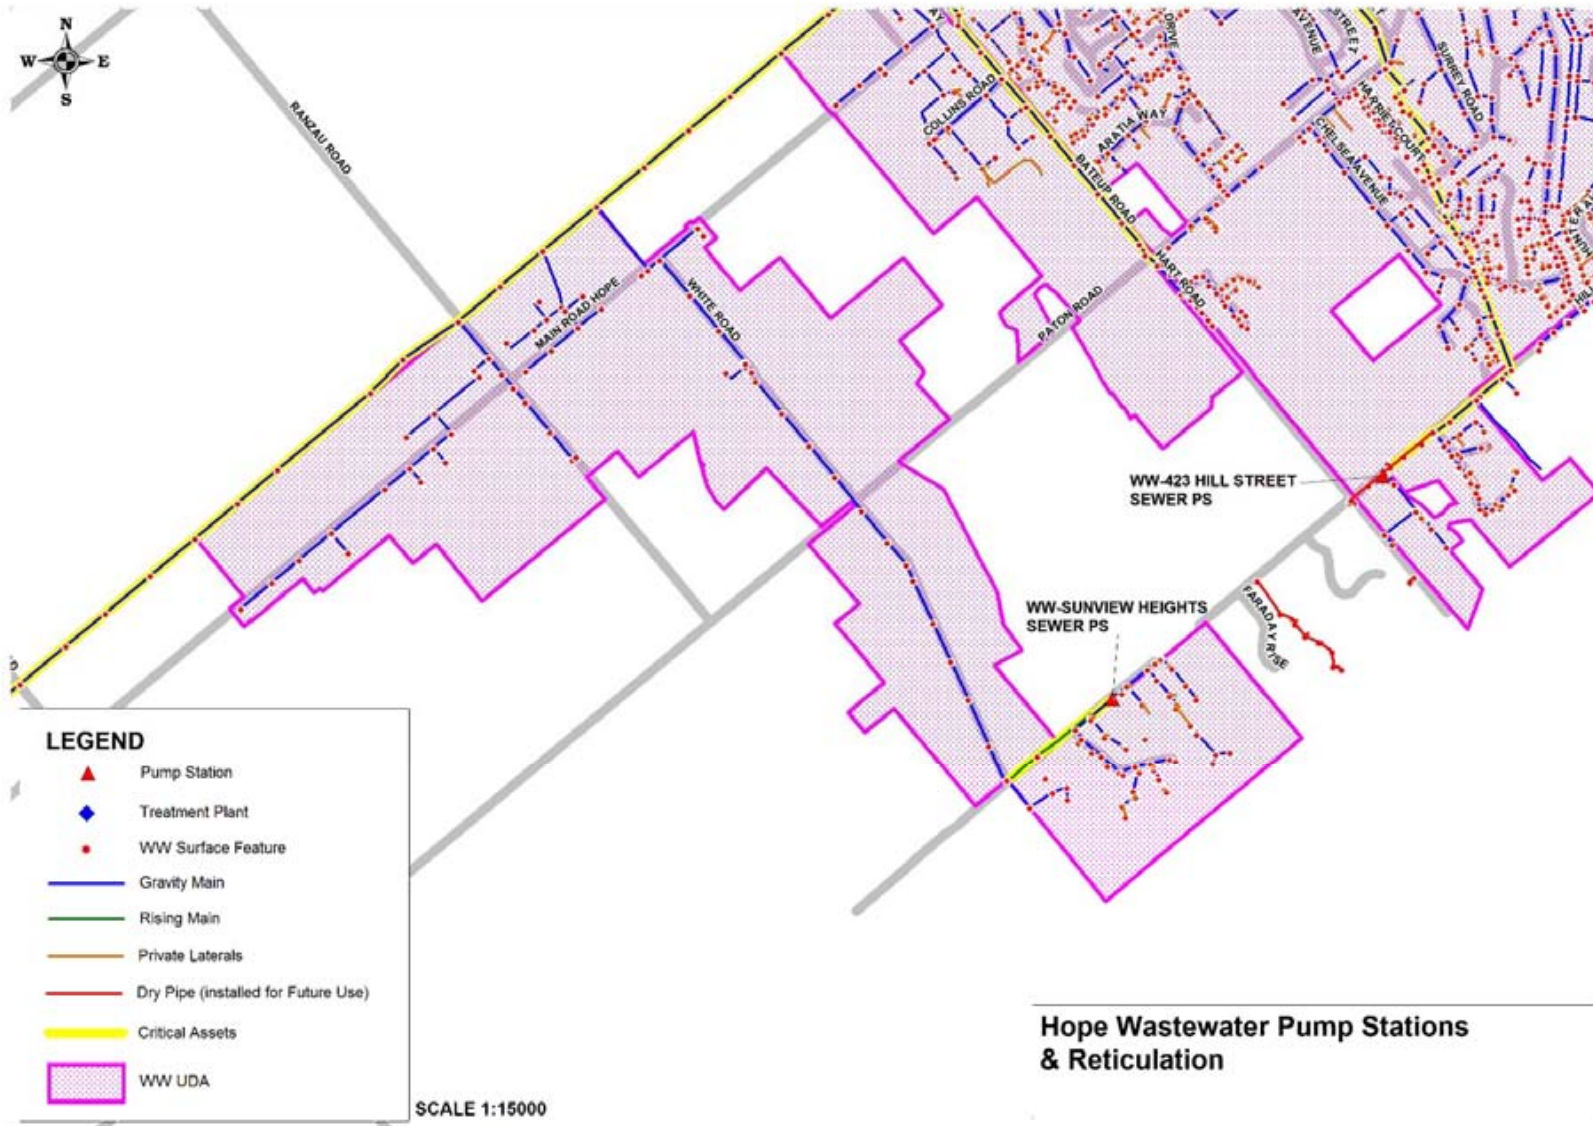 N
W E
S
RANZAU ROAD
COLLINS ROAD
DRIVE
ARATIA WAY
BATEUP ROAD
AVENUE
STREET
SURREY ROAD
HARRIET COURT
CHELSEA AVENUE
HART ROAD
PATON ROAD
WHITE ROAD
MAIN ROAD HOPE
WW-423 HILL STREET
SEWER PS
WW-SUNVIEW HEIGHTS
SEWER PS
FARADAY RISE
LEGEND
Pump Station
Treatment Plant
WW Surface Feature
Gravity Main
Rising Main
Private Laterals
Dry Pipe (installed for Future Use)
Critical Assets
WW UDA
SCALE 1:15000
Hope Wastewater Pump Stations
& Reticulation